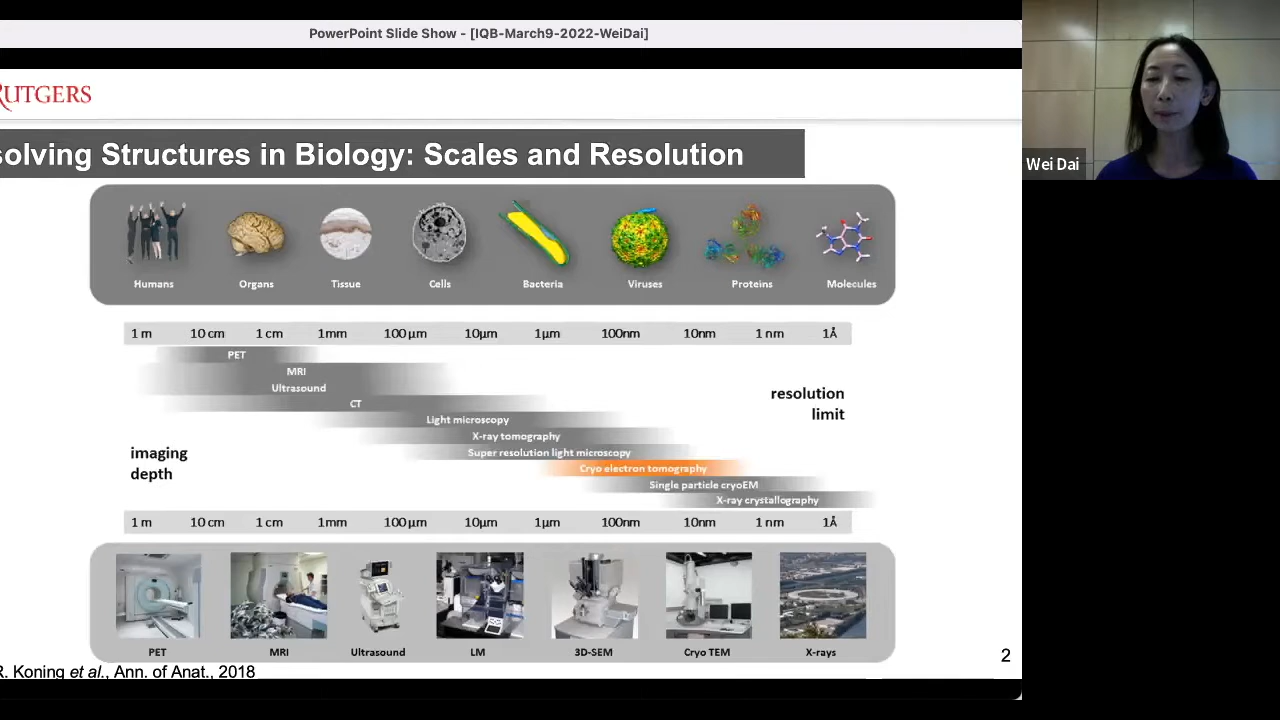 PowerPoint Slide Show - [IQB-March9-2022-WeiDai]
RUTGERS
solving Structures in Biology: Scales and Resolution
Humans Organs Tissue Cells Bacteria Viruses Proteins Molecules
1 m 10 cm 1 cm 1mm 100 µm 10µm 1µm 100nm 10nm 1 nm 1Å
PET
MRI
Ultrasound
CT
Light microscopy
X-ray tomography
Super resolution light microscopy
Cryo electron tomography
Single particle cryoEM
X-ray crystallography
resolution
limit
imaging
depth
1 m 10 cm 1 cm 1mm 100 µm 10µm 1µm 100nm 10nm 1 nm 1Å
PET MRI Ultrasound LM 3D-SEM Cryo TEM X-rays
R. Koning et al., Ann. of Anat., 2018
2
Wei Dai